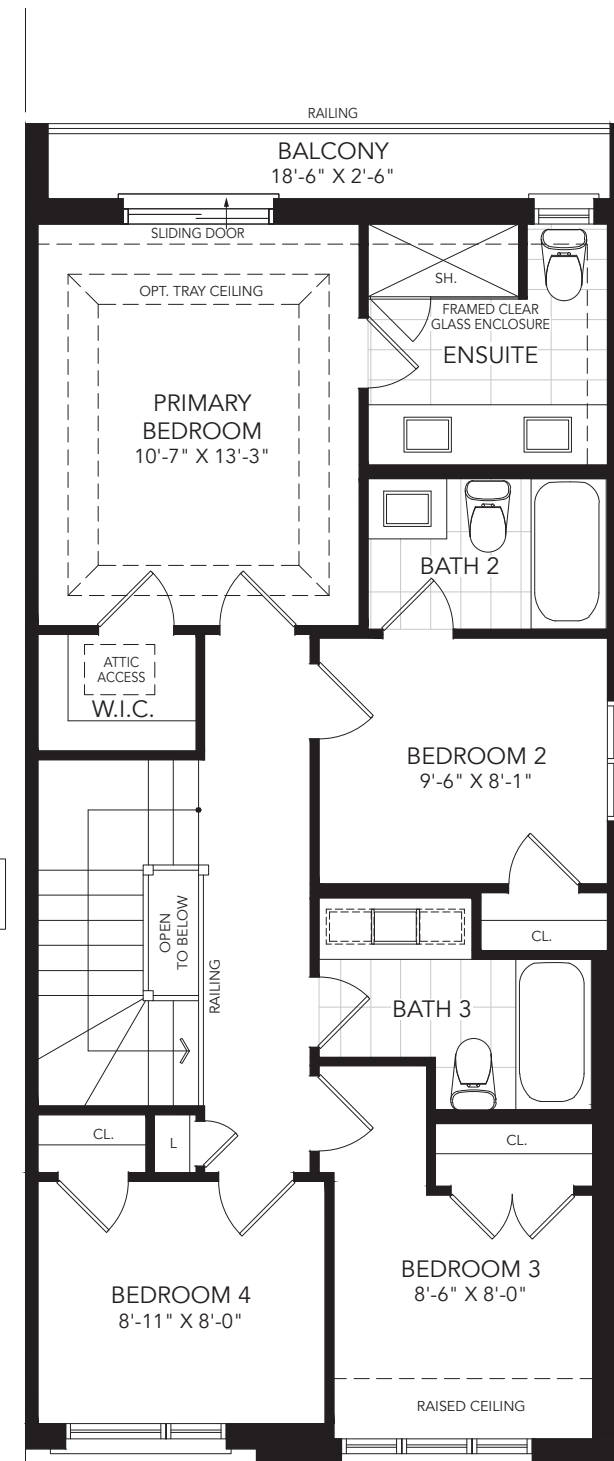 RAILING
BALCONY
18'-6" X 2'-6"
SLIDING DOOR
OPT. TRAY CEILING
SH.
FRAMED CLEAR
GLASS ENCLOSURE
ENSUITE
PRIMARY
BEDROOM
10'-7" X 13'-3"
BATH 2
ATTIC
ACCESS
W.I.C.
BEDROOM 2
9'-6" X 8'-1"
OPEN
TO BELOW
RAILING
CL.
BATH 3
CL.
L
CL.
BEDROOM 4
8'-11" X 8'-0"
BEDROOM 3
8'-6" X 8'-0"
RAISED CEILING